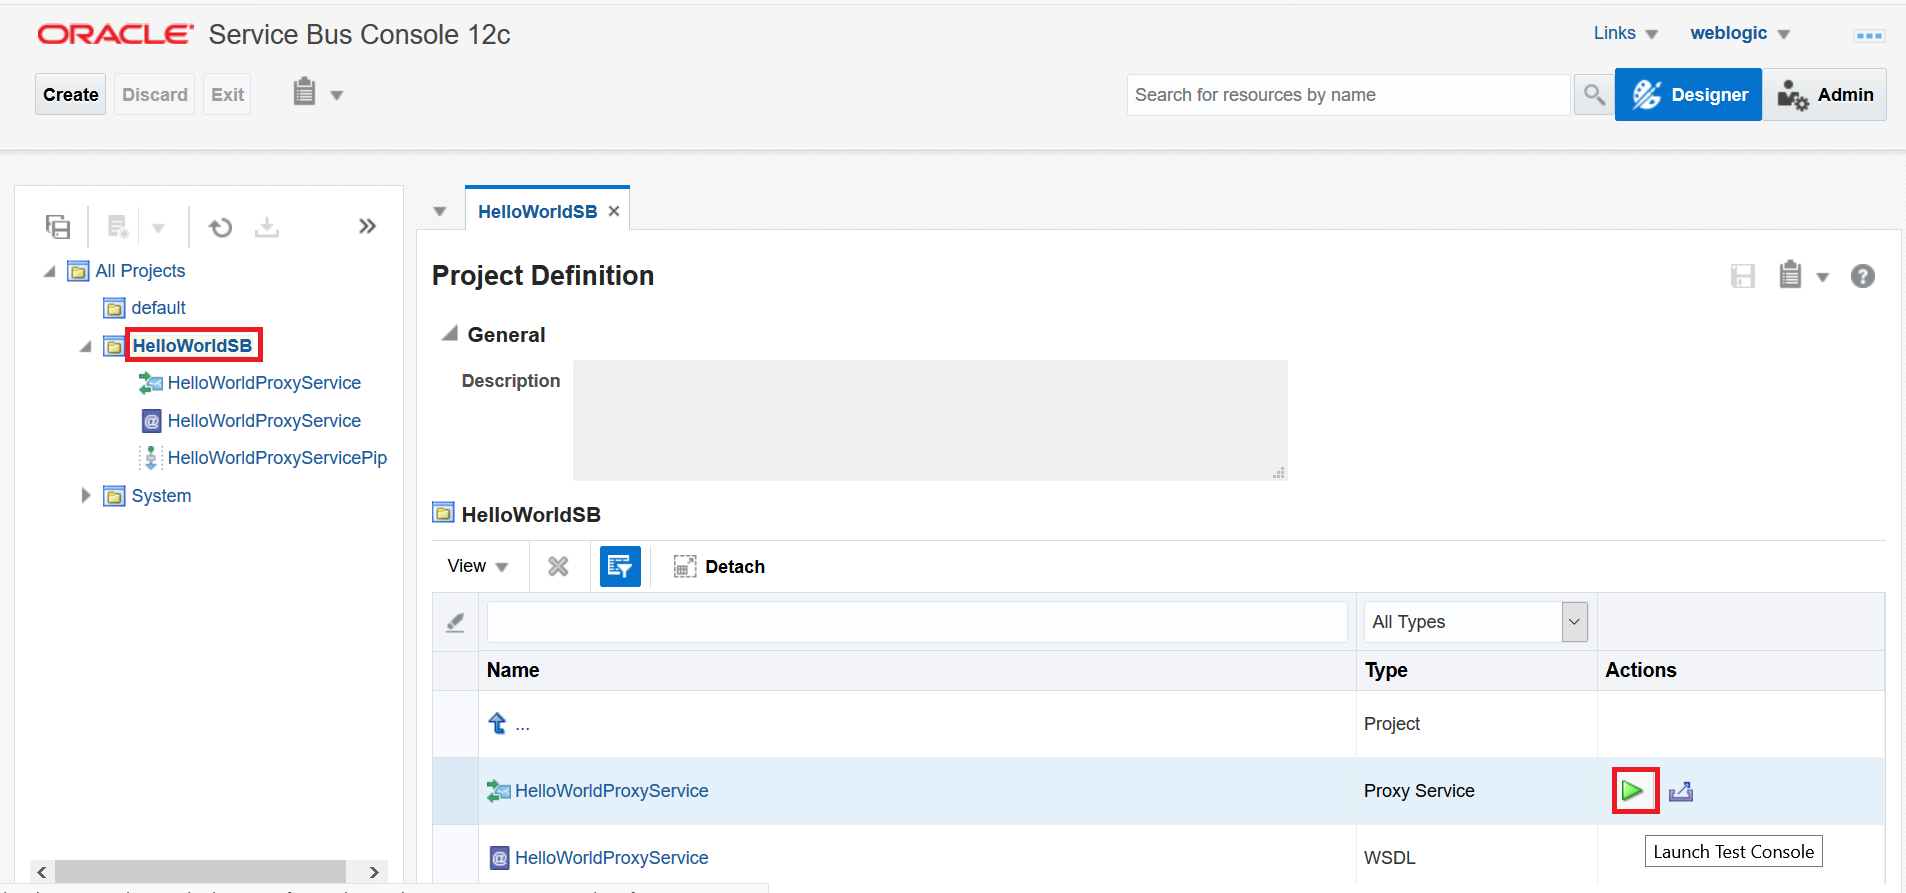 ORACLE Service Bus Console 12c
Links weblogic
Create Discard Exit
Search for resources by name
Designer Admin
All Projects
default
HelloWorldSB
HelloWorldProxyService
HelloWorldProxyService
HelloWorldProxyServicePip
System
HelloWorldSB
Project Definition
General
Description
HelloWorldSB
View Detach
All Types
Name Type Actions
... Project
HelloWorldProxyService Proxy Service
HelloWorldProxyService WSDL
Launch Test Console